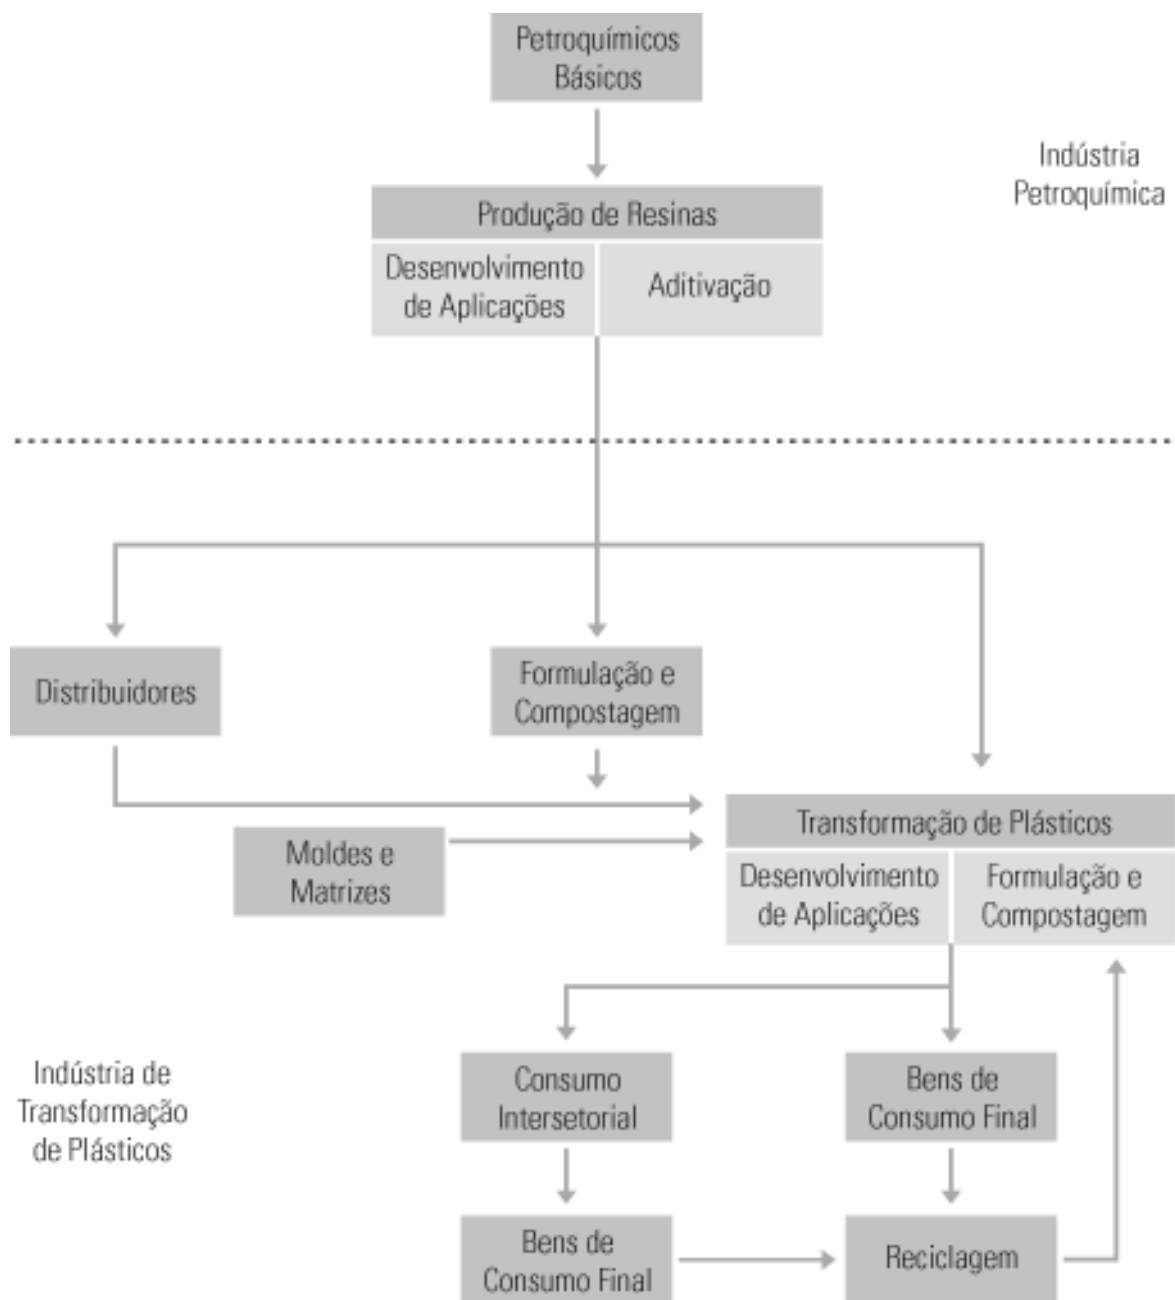 Petroquímicos
Básicos
Indústria
Petroquímica
Produção de Resinas
Desenvolvimento
de Aplicações
Aditivação
Distribuidores
Formulação e
Compostagem
Moldes e
Matrizes
Transformação de Plásticos
Desenvolvimento
de Aplicações
Formulação e
Compostagem
Indústria de
Transformação
de Plásticos
Consumo
Intersetorial
Bens de
Consumo Final
Bens de
Consumo Final
Reciclagem